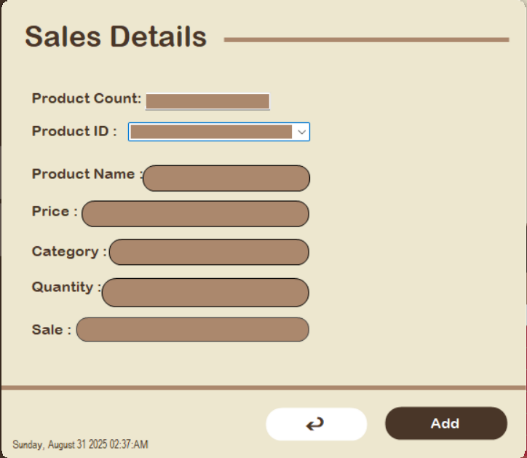 Sales Details
Product Count:
Product ID :
Product Name :
Price :
Category :
Quantity :
Sale :
Add
Sunday, August 31 2025 02:37:AM